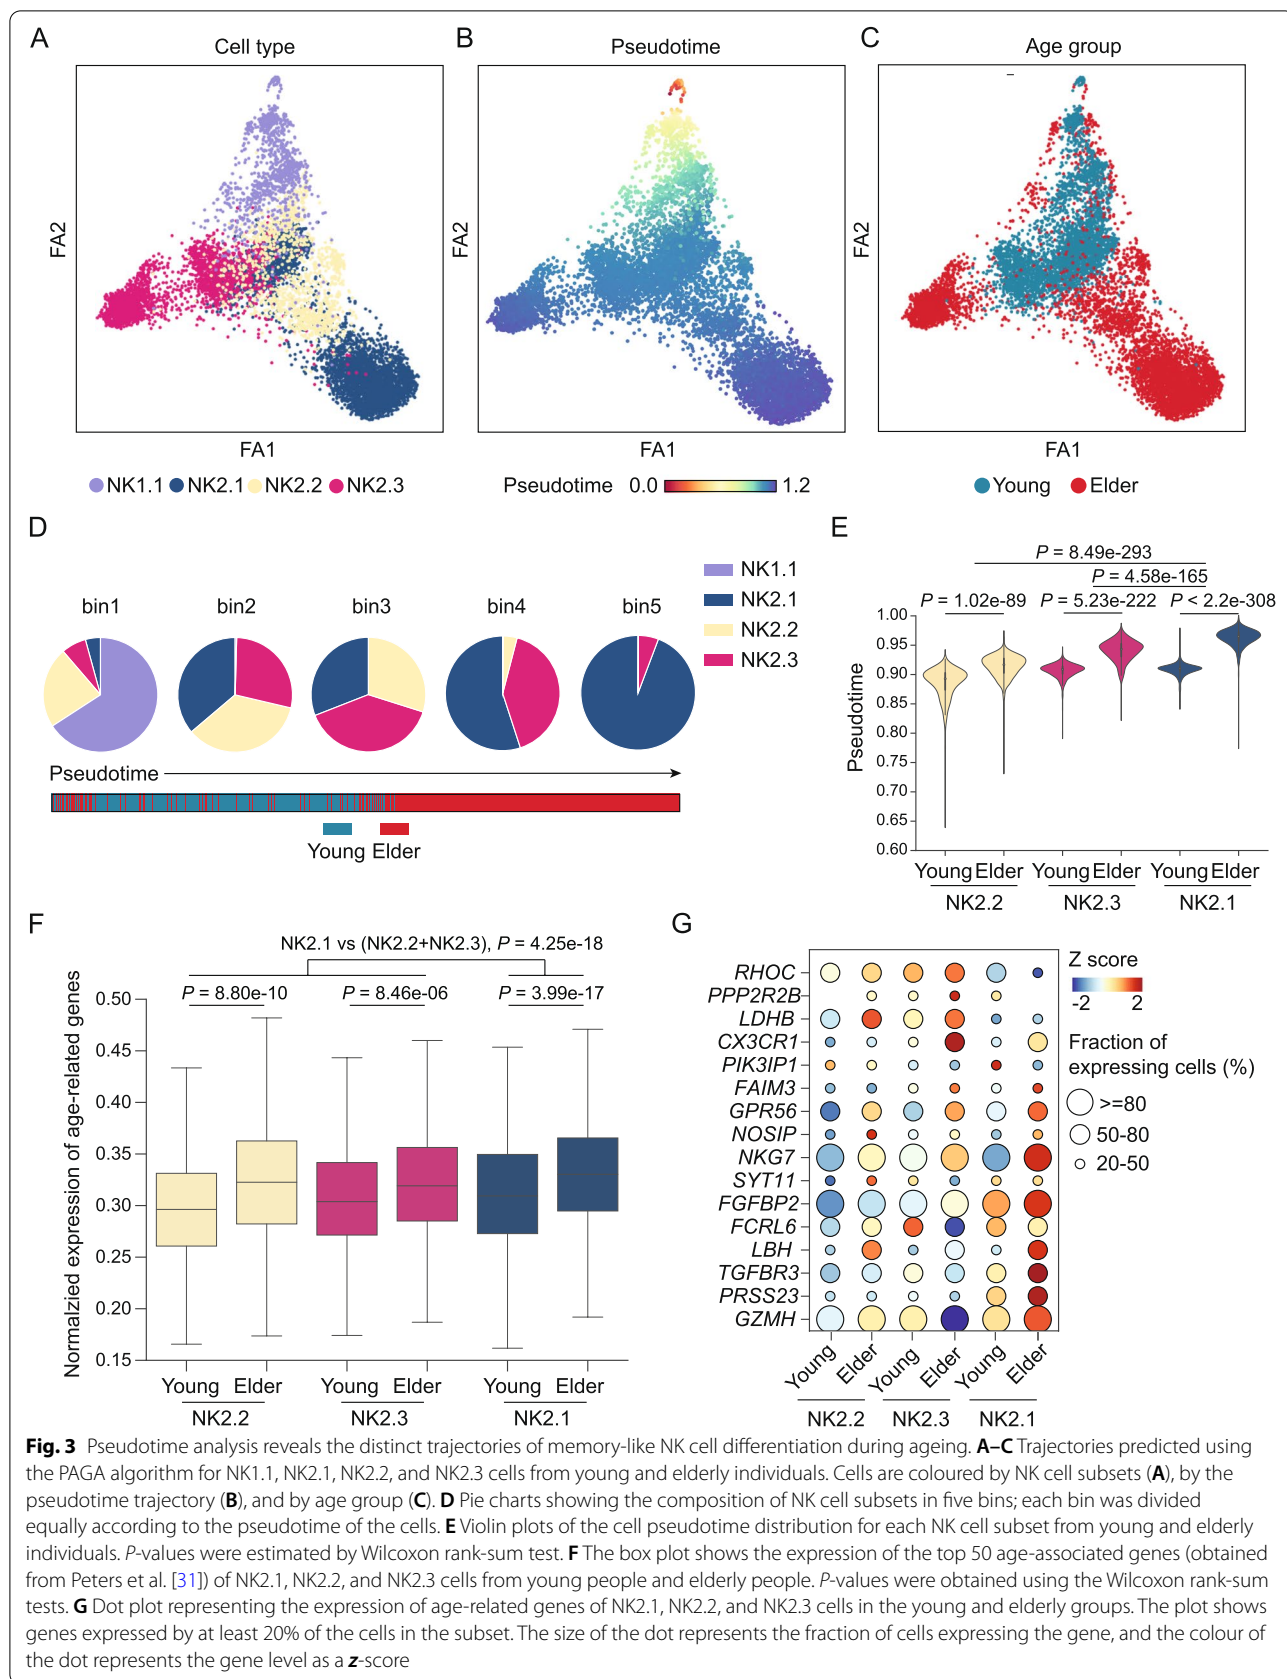 A
Cell type
FA2
FA1
NK1.1 NK2.1 NK2.2 NK2.3
B
Pseudotime
FA2
FA1
Pseudotime 0.0 1.2
C
Age group
FA2
FA1
Young Elder
D
bin1 bin2 bin3 bin4 bin5
NK1.1
NK2.1
NK2.2
NK2.3
Pseudotime
Young Elder
E
P = 8.49e-293
P = 4.58e-165
P = 1.02e-89 P = 5.23e-222 P < 2.2e-308
Pseudotime
1.00
0.95
0.90
0.85
0.80
0.75
0.70
0.65
0.60
Young Elder Young Elder Young Elder
NK2.2 NK2.3 NK2.1
F
NK2.1 vs (NK2.2+NK2.3), P = 4.25e-18
P = 8.80e-10 P = 8.46e-06 P = 3.99e-17
Normalzied expression of age-related genes
0.50
0.45
0.40
0.35
0.30
0.25
0.20
0.15
Young Elder Young Elder Young Elder
NK2.2 NK2.3 NK2.1
G
RHOC
PPP2R2B
LDHB
CX3CR1
PIK3IP1
FAIM3
GPR56
NOSIP
NKG7
SYT11
FGFBP2
FCRL6
LBH
TGFBR3
PRSS23
GZMH
Young Elder Young Elder Young Elder
NK2.2 NK2.3 NK2.1
Z score
-2 2
Fraction of
expressing cells (%)
>=80
50-80
20-50
Fig. 3 Pseudotime analysis reveals the distinct trajectories of memory-like NK cell differentiation during ageing. A–C Trajectories predicted using
the PAGA algorithm for NK1.1, NK2.1, NK2.2, and NK2.3 cells from young and elderly individuals. Cells are coloured by NK cell subsets (A), by the
pseudotime trajectory (B), and by age group (C). D Pie charts showing the composition of NK cell subsets in five bins; each bin was divided
equally according to the pseudotime of the cells. E Violin plots of the cell pseudotime distribution for each NK cell subset from young and elderly
individuals. P-values were estimated by Wilcoxon rank-sum test. F The box plot shows the expression of the top 50 age-associated genes (obtained
from Peters et al. [31]) of NK2.1, NK2.2, and NK2.3 cells from young people and elderly people. P-values were obtained using the Wilcoxon rank-sum
tests. G Dot plot representing the expression of age-related genes of NK2.1, NK2.2, and NK2.3 cells in the young and elderly groups. The plot shows
genes expressed by at least 20% of the cells in the subset. The size of the dot represents the fraction of cells expressing the gene, and the colour of
the dot represents the gene level as a z-score